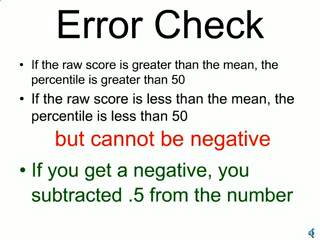 Error Check
• If the raw score is greater than the mean, the
percentile is greater than 50
• If the raw score is less than the mean, the
percentile is less than 50
but cannot be negative
• If you get a negative, you
subtracted .5 from the number